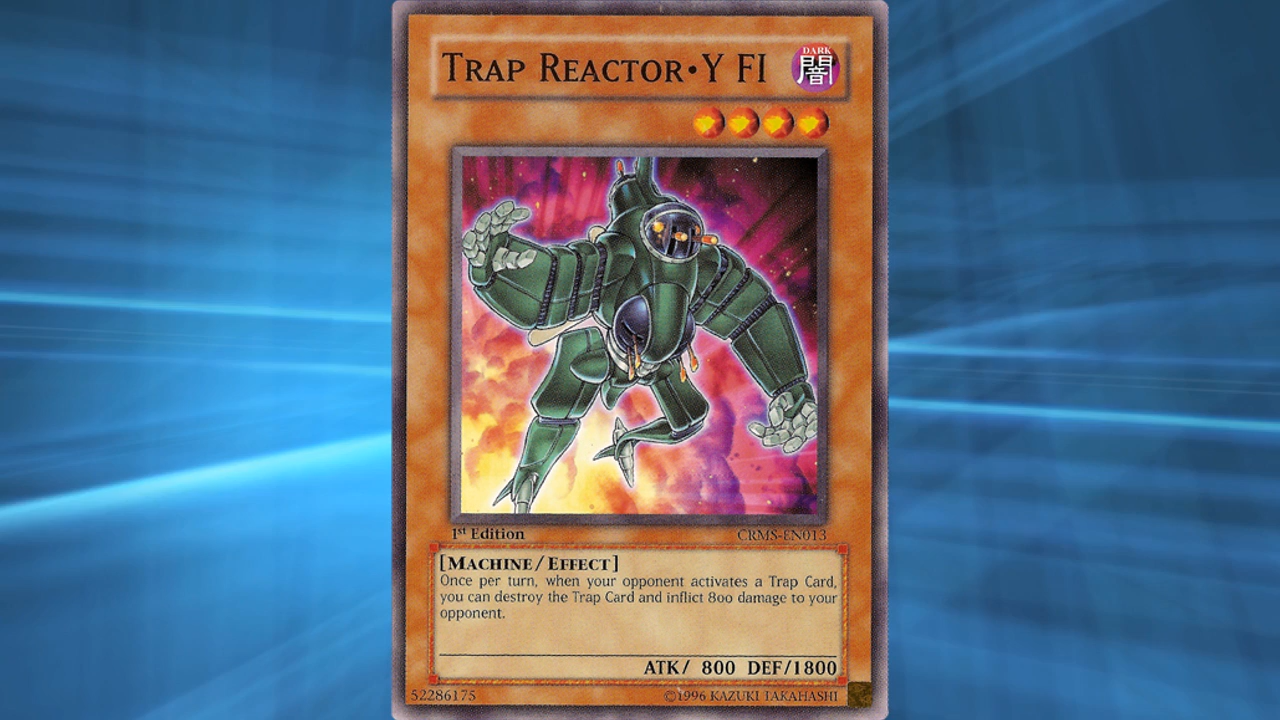 TRAP REACTOR•Y FI
DARK
闇
1st Edition
CRMS-EN013
[MACHINE/EFFECT]
Once per turn, when your opponent activates a Trap Card,
you can destroy the Trap Card and inflict 800 damage to your
opponent.
ATK/ 800 DEF/1800
52286175
©1996 KAZUKI TAKAHASHI